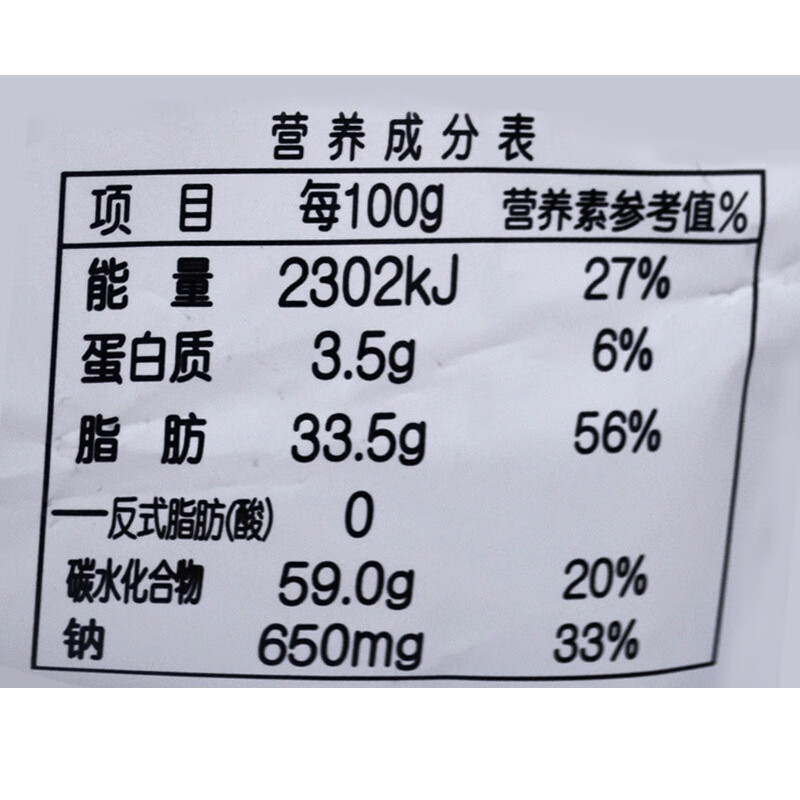 营养成分表
项目 每100g 营养素参考值%
能量 2302kJ 27%
蛋白质 3.5g 6%
脂肪 33.5g 56%
—反式脂肪(酸) 0
碳水化合物 59.0g 20%
钠 650mg 33%